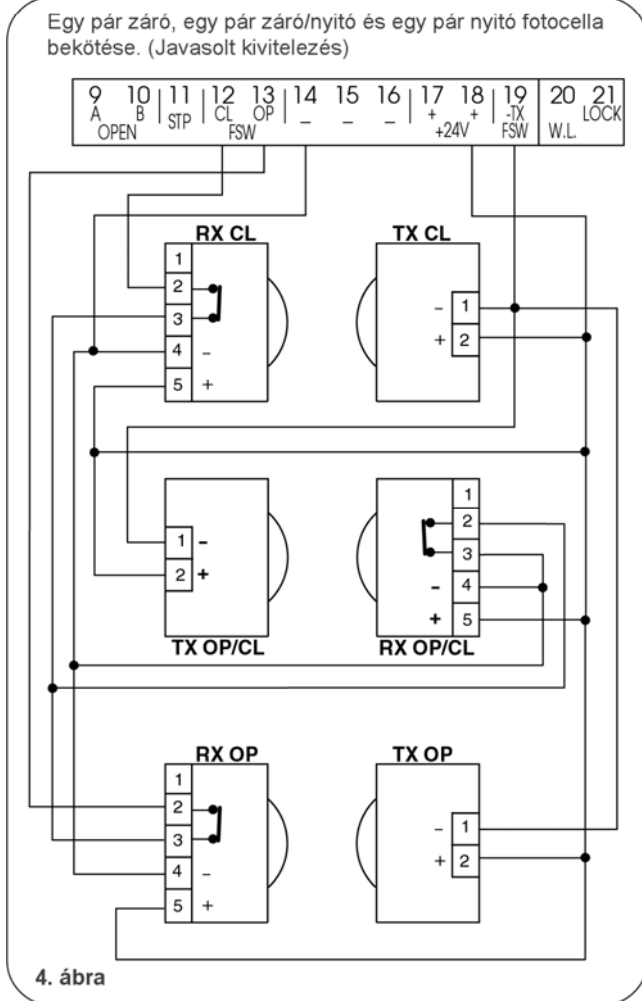 Egy pár záró, egy pár záró/nyitó és egy pár nyitó fotocella
bekötése. (Javasolt kivitelezés)
9 10 11 12 13 14 15 16 17 18 19 20 21
A B STP CL OP _ _ _ + + -TX LOCK
OPEN FSW +24V FSW W.L.
RX CL TX CL
1
2
3
4 -
5 +
- 1
+ 2
1 -
2 +
1
2
3
- 4
+ 5
TX OP/CL RX OP/CL
RX OP TX OP
1
2
3
4 -
5 +
- 1
+ 2
4. ábra